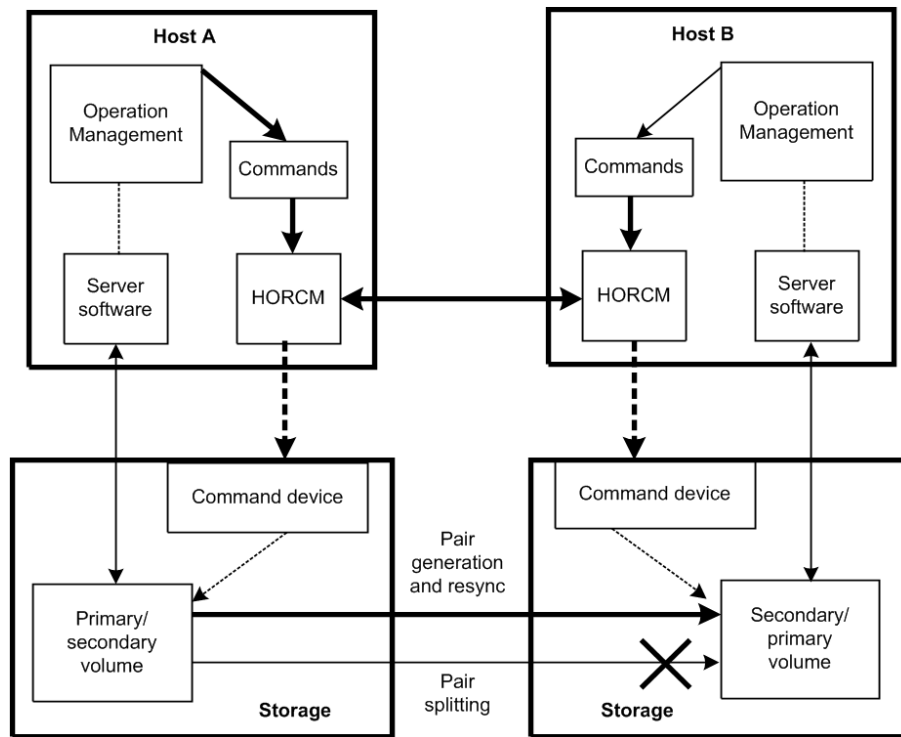 Host A
Operation
Management
Commands
Server
software
HORCM
Host B
Operation
Management
Commands
HORCM
Server
software
Command device
Primary/
secondary
volume
Storage
Pair
generation
and resync
Pair
splitting
Command device
Secondary/
primary
volume
Storage